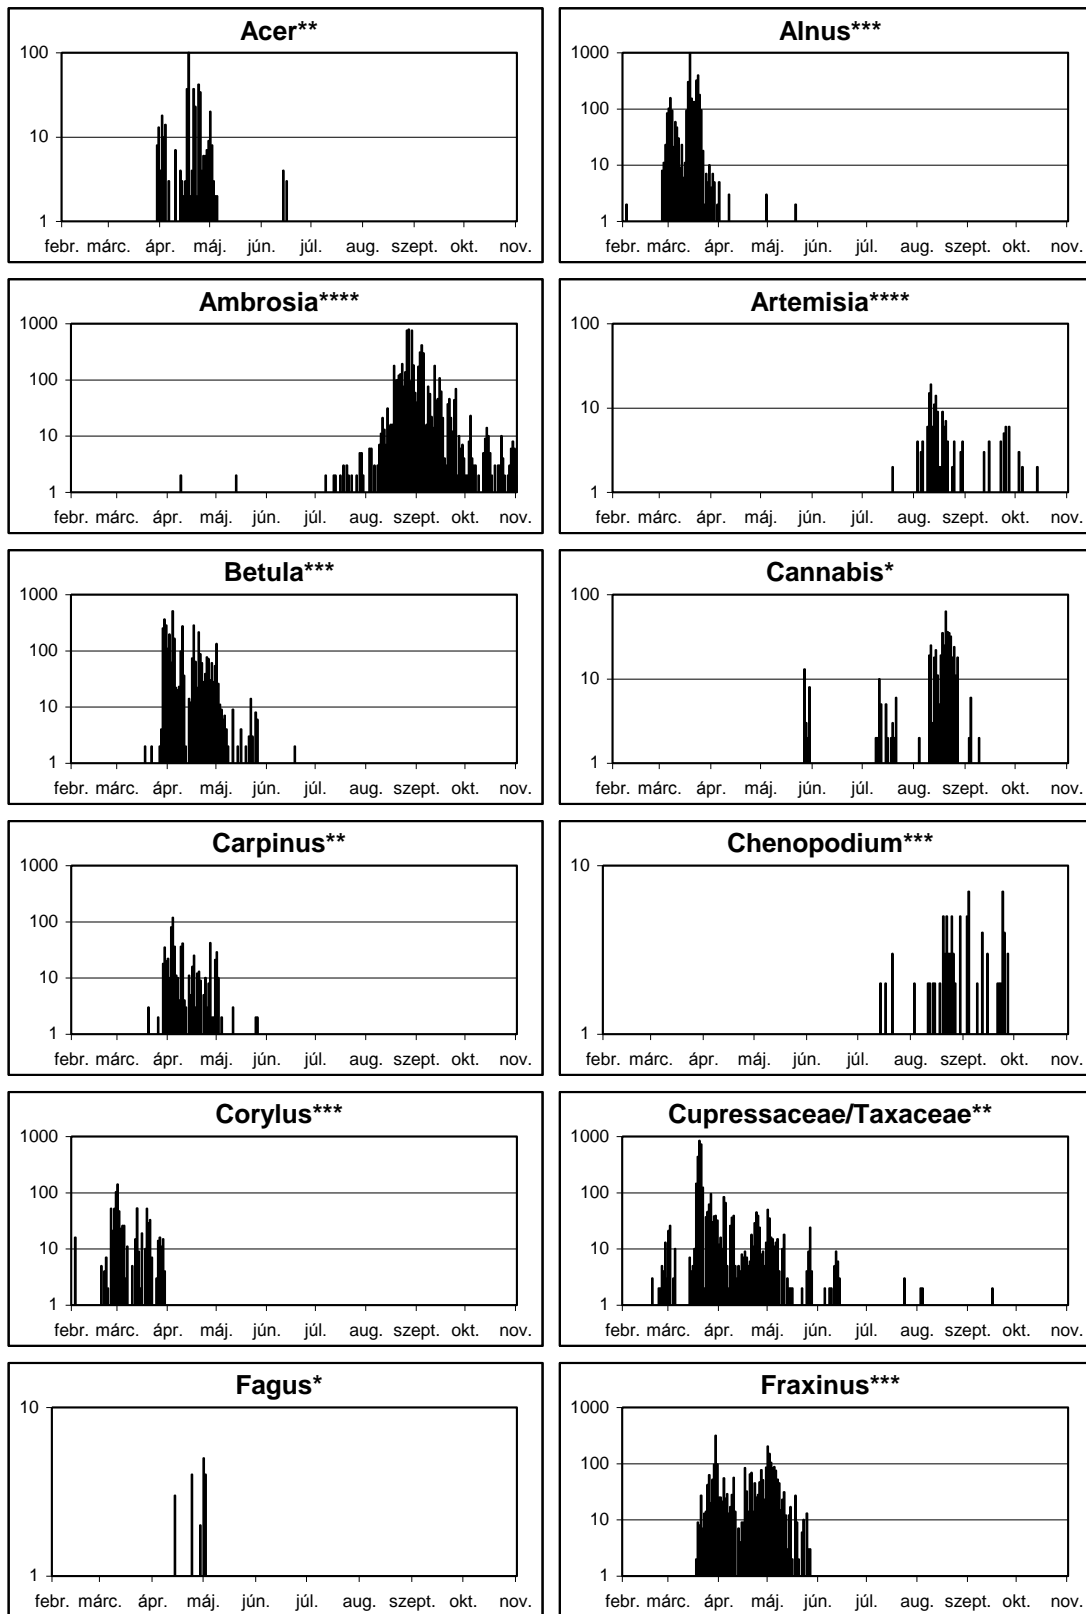 Acer**
100
10
1
febr. márc. ápr. máj. jún. júl. aug. szept. okt. nov.
Alnus***
1000
100
10
1
febr. márc. ápr. máj. jún. júl. aug. szept. okt. nov.
Ambrosia****
1000
100
10
1
febr. márc. ápr. máj. jún. júl. aug. szept. okt. nov.
Artemisia****
100
10
1
febr. márc. ápr. máj. jún. júl. aug. szept. okt. nov.
Betula***
1000
100
10
1
febr. márc. ápr. máj. jún. júl. aug. szept. okt. nov.
Cannabis*
100
10
1
febr. márc. ápr. máj. jún. júl. aug. szept. okt. nov.
Carpinus**
1000
100
10
1
febr. márc. ápr. máj. jún. júl. aug. szept. okt. nov.
Chenopodium***
10
1
febr. márc. ápr. máj. jún. júl. aug. szept. okt. nov.
Corylus***
1000
100
10
1
febr. márc. ápr. máj. jún. júl. aug. szept. okt. nov.
Cupressaceae/Taxaceae**
1000
100
10
1
febr. márc. ápr. máj. jún. júl. aug. szept. okt. nov.
Fagus*
10
1
febr. márc. ápr. máj. jún. júl. aug. szept. okt. nov.
Fraxinus***
1000
100
10
1
febr. márc. ápr. máj. jún. júl. aug. szept. okt. nov.